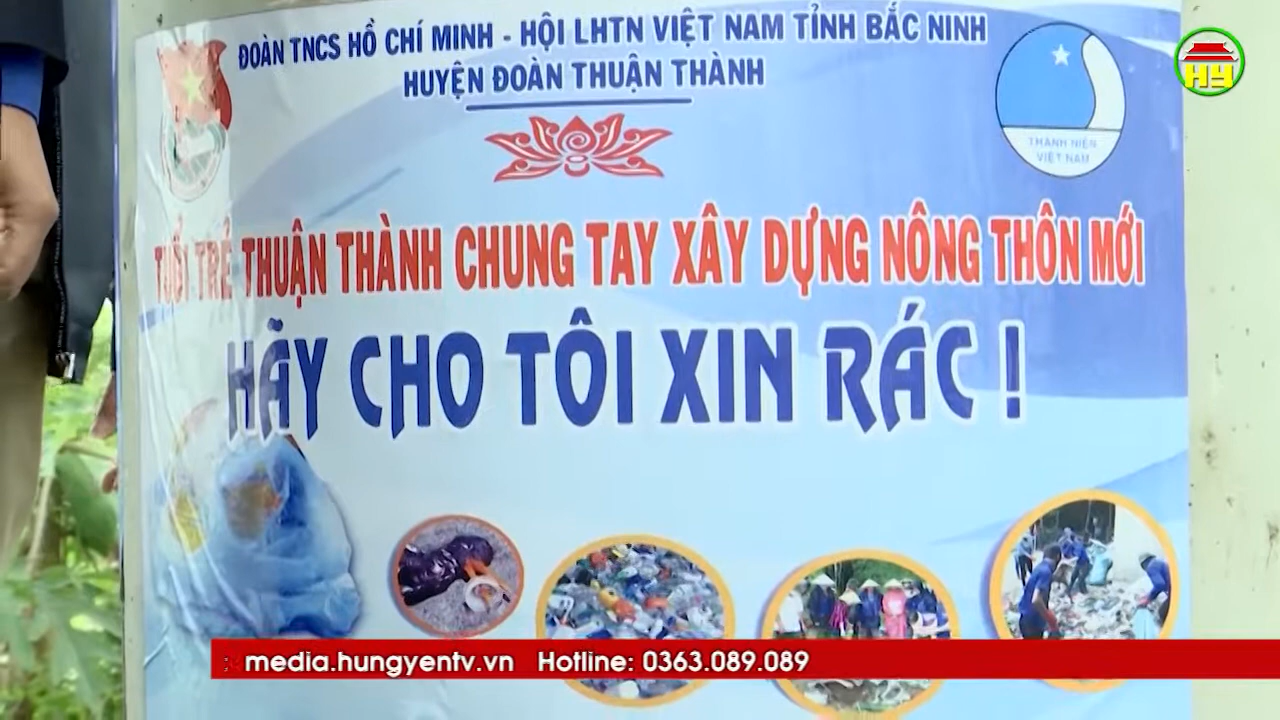 ĐOÀN TNCS HỒ CHÍ MINH - HỘI LHTN VIỆT NAM TỈNH BẮC NINH
HUYỆN ĐOÀN THUẬN THÀNH
HY
THANH NIÊN
VIỆT NAM
TUỔI TRẺ THUẬN THÀNH CHUNG TAY XÂY DỰNG NÔNG THÔN MỚI
HÃY CHO TÔI XIN RÁC !
media.hungyentv.vn Hotline: 0363.089.089